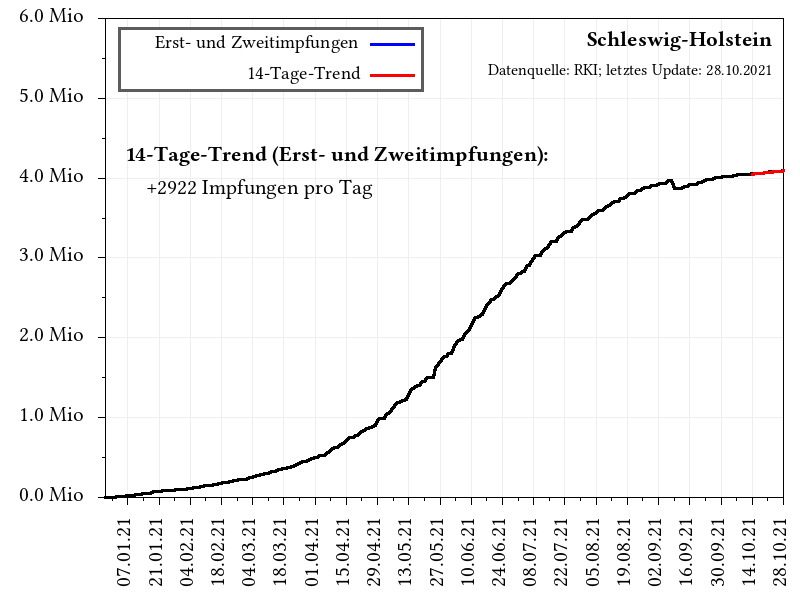 6.0 Mio
5.0 Mio
4.0 Mio
3.0 Mio
2.0 Mio
1.0 Mio
0.0 Mio
Erst- und Zweitimpfungen
14-Tage-Trend
Schleswig-Holstein
Datenquelle: RKI; letztes Update: 28.10.2021
14-Tage-Trend (Erst- und Zweitimpfungen):
+2922 Impfungen pro Tag
07.01.21
21.01.21
04.02.21
18.02.21
04.03.21
18.03.21
01.04.21
15.04.21
29.04.21
13.05.21
27.05.21
10.06.21
24.06.21
08.07.21
22.07.21
05.08.21
19.08.21
02.09.21
16.09.21
30.09.21
14.10.21
28.10.21